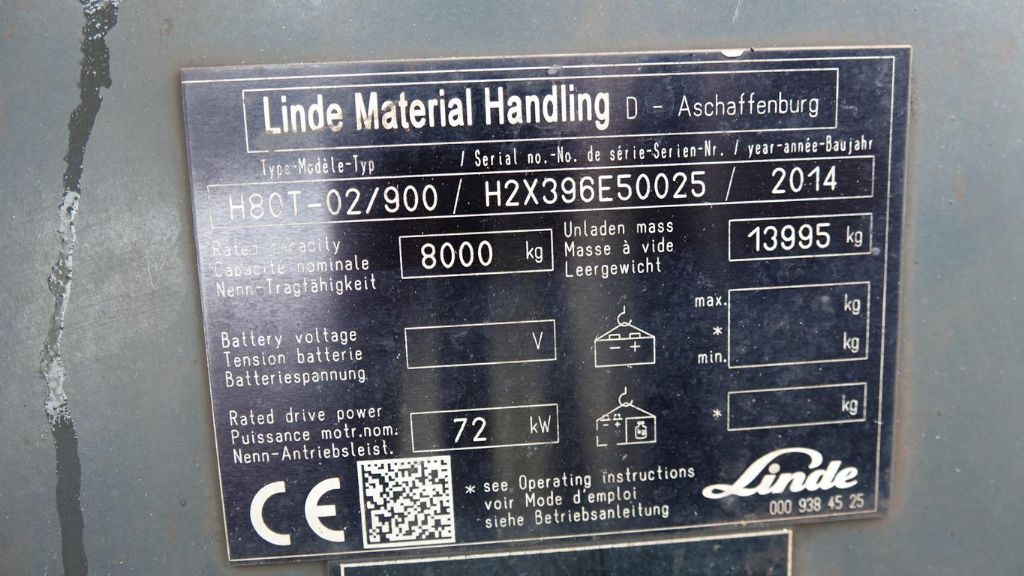 Linde Material Handling D - Aschaffenburg
Type-Modèle-Typ / Serial no.-No. de série-Serien-Nr. / year-année-Baujahr
H80T-02/900 / H2X396E50025 / 2014
Rated capacity
Capacité nominale
Nenn-Tragfähigkeit
8000 kg
Unladen mass
Masse à vide
Leergewicht
13995 kg
Battery voltage
Tension batterie
Batteriespannung
V
max. kg
* kg
min.
Rated drive power
Puissance motr.nom.
Nenn-Antriebsleist.
72 kW
kg
* kg
CE
* see Operating instructions
voir Mode d'emploi
siehe Betriebsanleitung
Linde
000 938 45 25